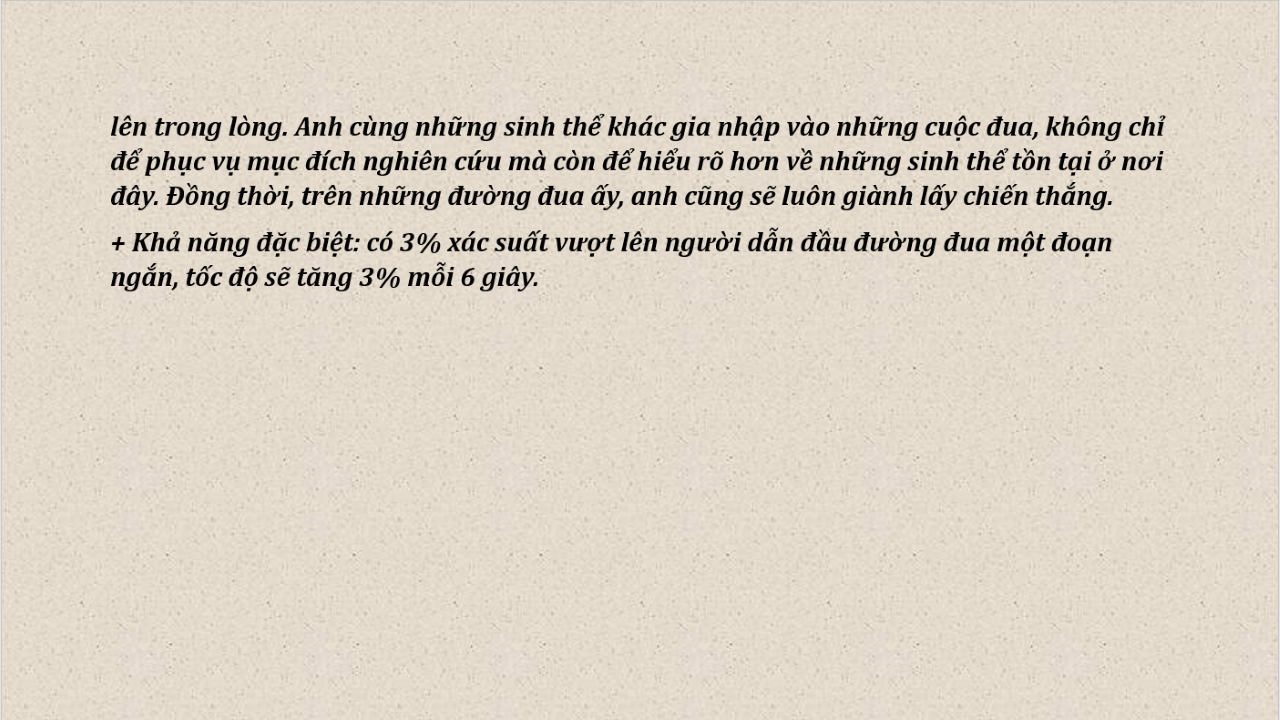 lên trong lòng. Anh cùng những sinh thể khác gia nhập vào những cuộc đua, không chỉ
để phục vụ mục đích nghiên cứu mà còn để hiểu rõ hơn về những sinh thể tồn tại ở nơi
đây. Đồng thời, trên những đường đua ấy, anh cũng sẽ luôn giành lấy chiến thắng.
+ Khả năng đặc biệt: có 3% xác suất vượt lên người dẫn đầu đường đua một đoạn
ngắn, tốc độ sẽ tăng 3% mỗi 6 giây.